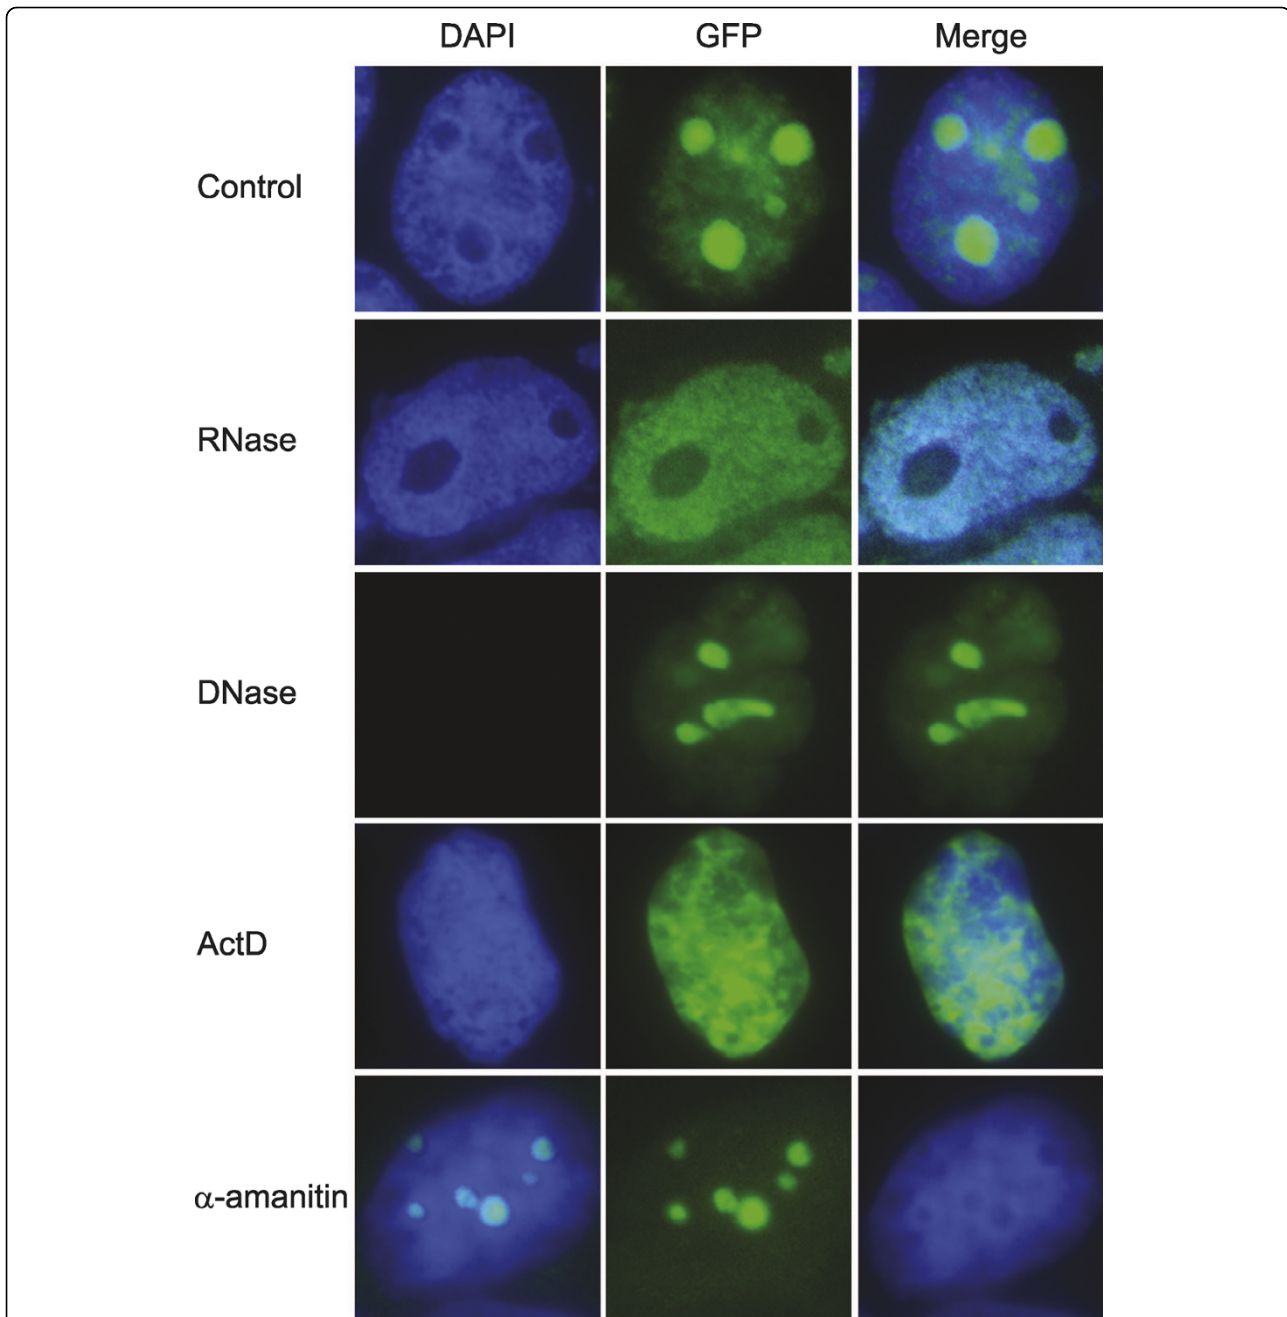 DAPI GFP Merge
Control
RNase
DNase
ActD
α-amanitin